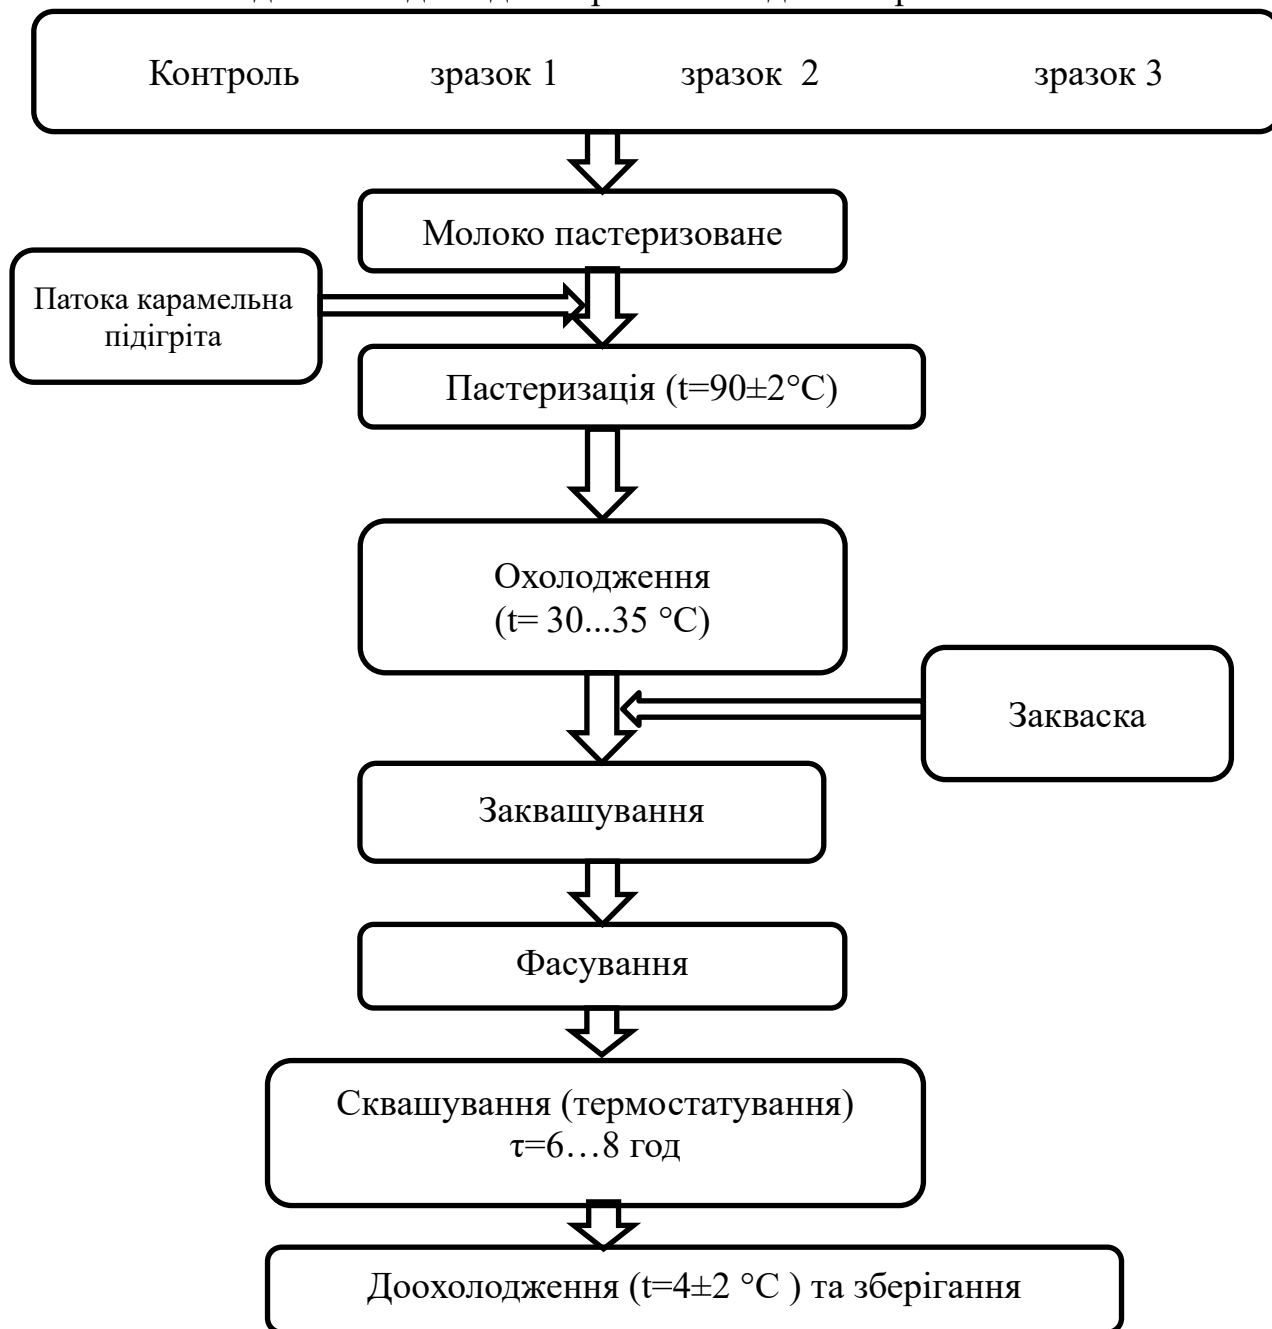 Контроль зразок 1 зразок 2 зразок 3
Молоко пастеризоване
Патока карамельна
підігріта
Пастеризація (t=90±2°C)
Охолодження
(t= 30...35 °C)
Закваска
Заквашування
Фасування
Сквашування (термостатування)
τ=6…8 год
Доохолодження (t=4±2 °C ) та зберігання